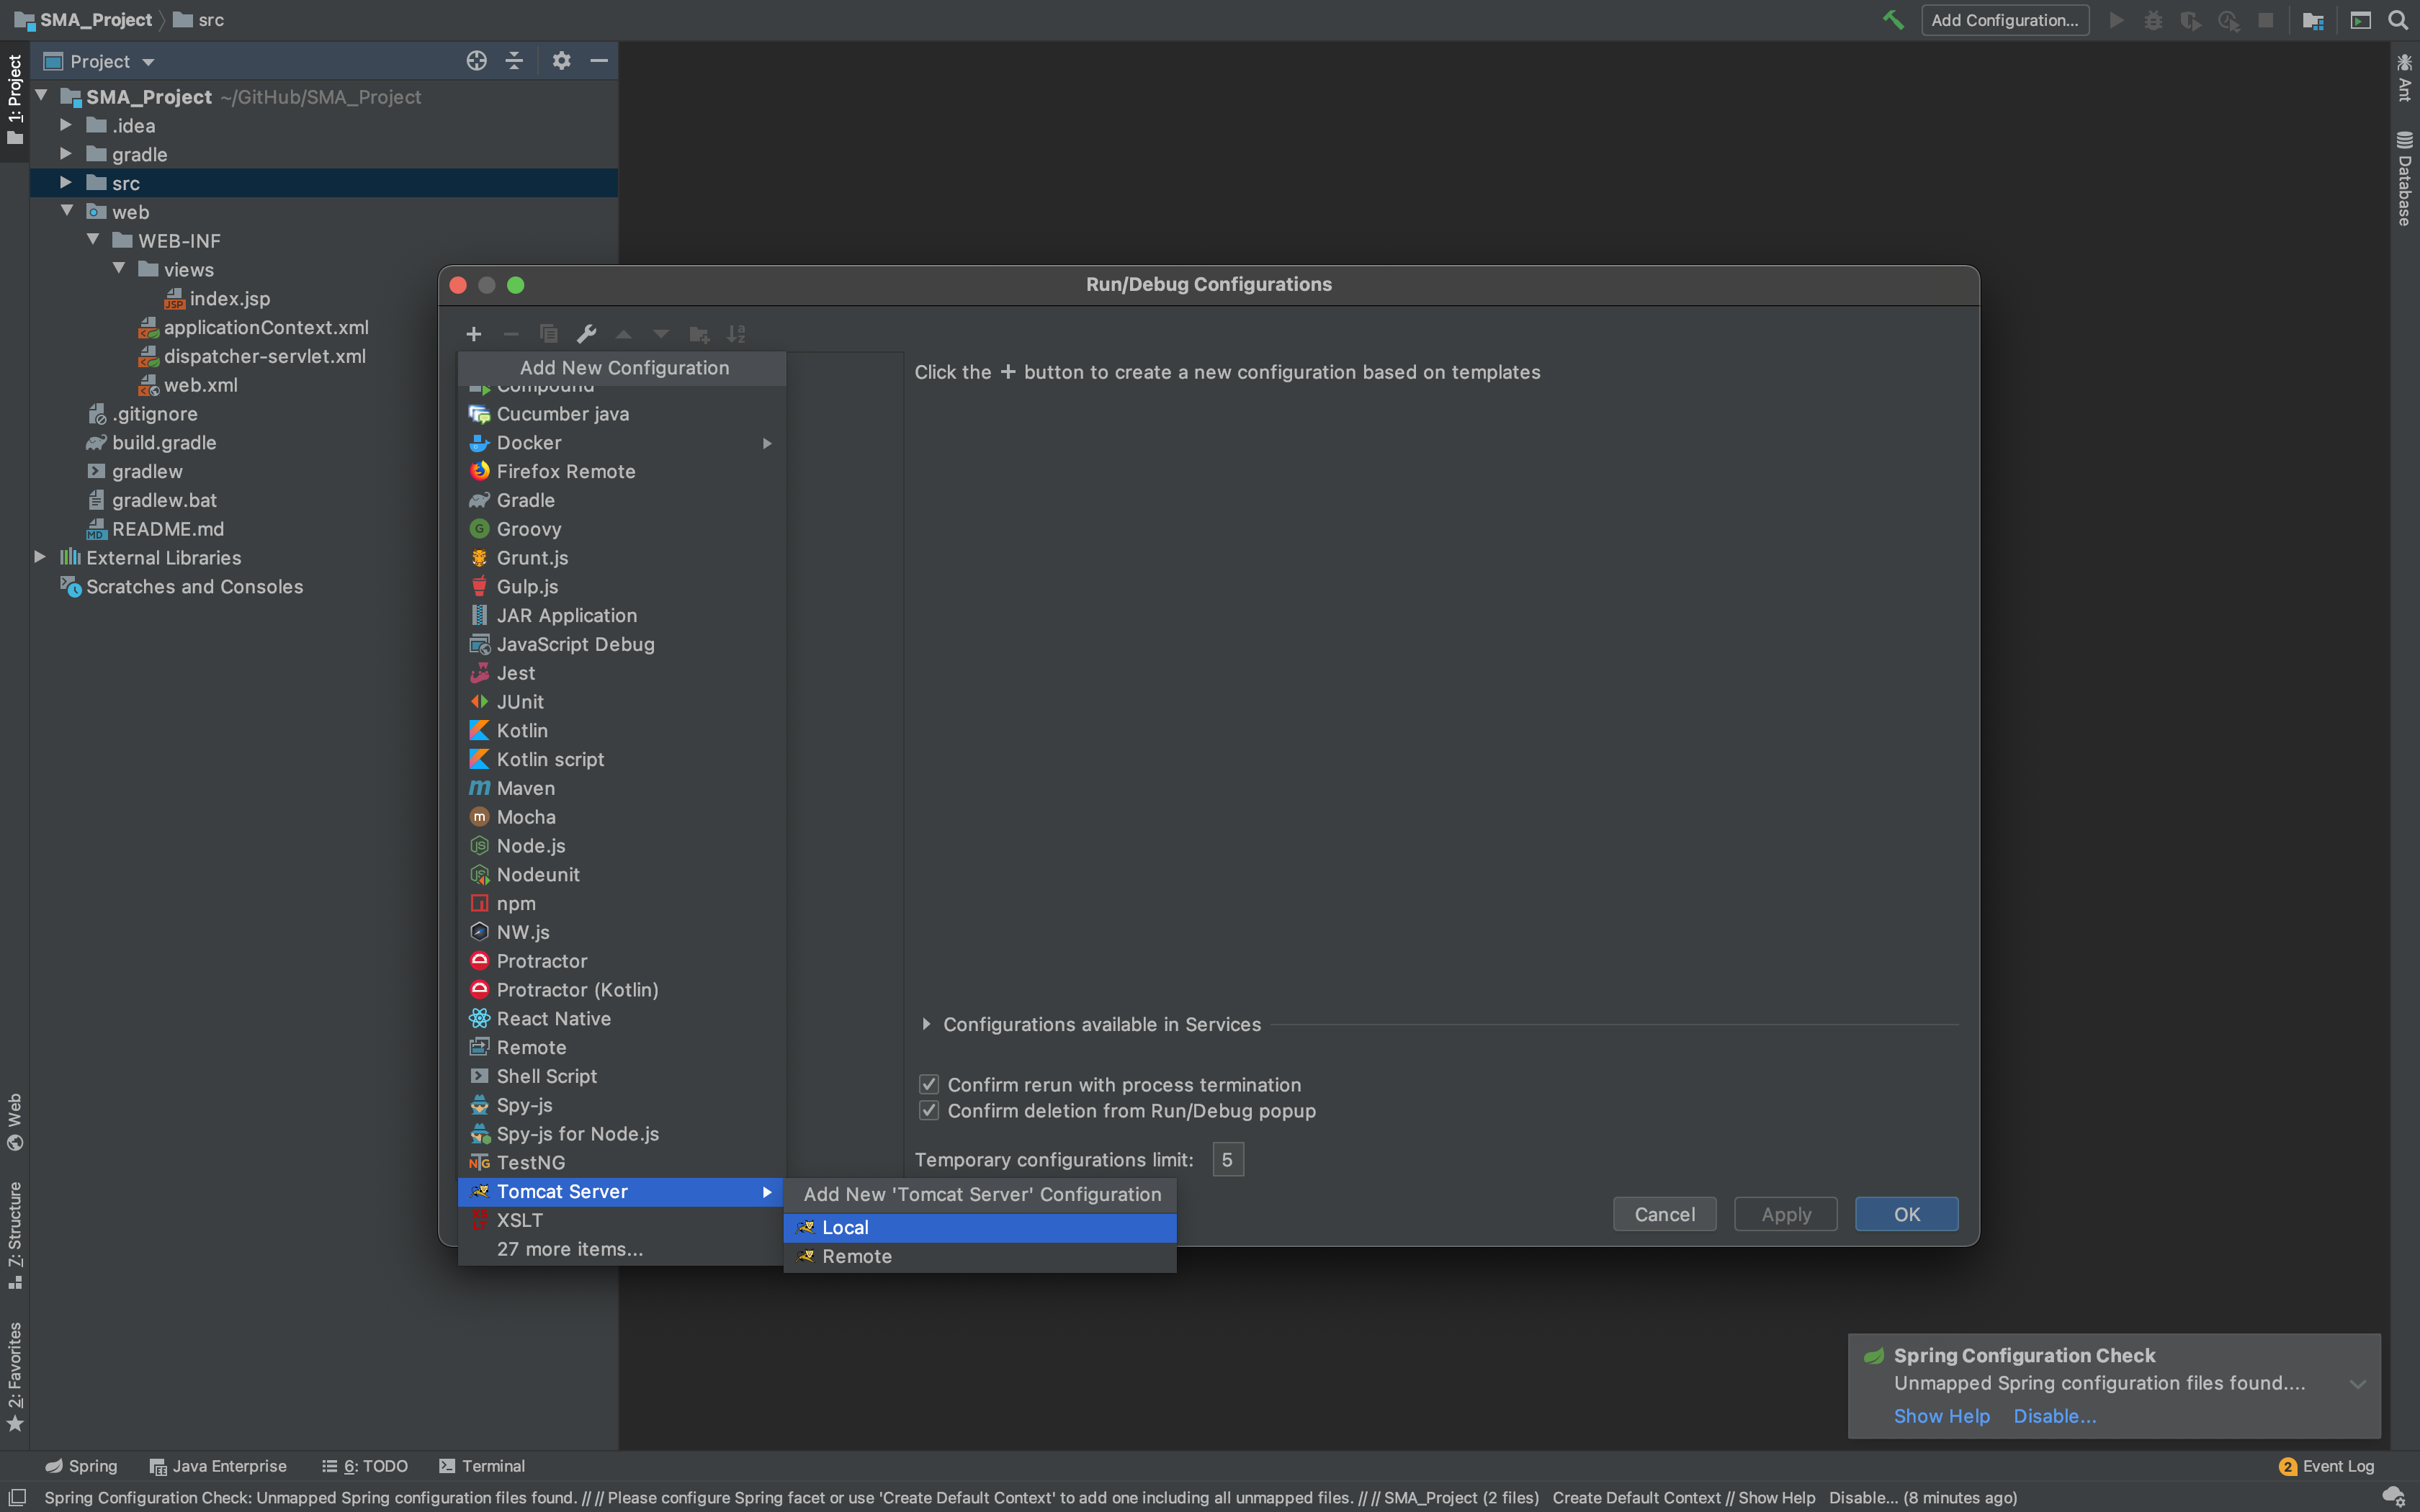 SMA_Project
src
Add Configuration...
1: Project
Project
SMA_Project ~/GitHub/SMA_Project
.idea
gradle
src
web
WEB-INF
views
index.jsp
applicationContext.xml
dispatcher-servlet.xml
web.xml
.gitignore
build.gradle
gradlew
gradlew.bat
README.md
External Libraries
Scratches and Consoles
Ant
Database
Run/Debug Configurations
Add New Configuration
Compound
Cucumber java
Docker
Firefox Remote
Gradle
Groovy
Grunt.js
Gulp.js
JAR Application
JavaScript Debug
Jest
JUnit
Kotlin
Kotlin script
Maven
Mocha
Node.js
Nodeunit
npm
NW.js
Protractor
Protractor (Kotlin)
React Native
Remote
Shell Script
Spy-js
Spy-js for Node.js
TestNG
Tomcat Server
XSLT
27 more items...
Click the + button to create a new configuration based on templates
Configurations available in Services
Confirm rerun with process termination
Confirm deletion from Run/Debug popup
Temporary configurations limit: 5
Add New 'Tomcat Server' Configuration
Local
Remote
Cancel
Apply
OK
Web
7: Structure
2: Favorites
Spring Configuration Check
Unmapped Spring configuration files found....
Show Help Disable...
Spring
Java Enterprise
6: TODO
Terminal
2 Event Log
Spring Configuration Check: Unmapped Spring configuration files found. // // Please configure Spring facet or use 'Create Default Context' to add one including all unmapped files. // // SMA_Project (2 files) Create Default Context // Show Help Disable... (8 minutes ago)